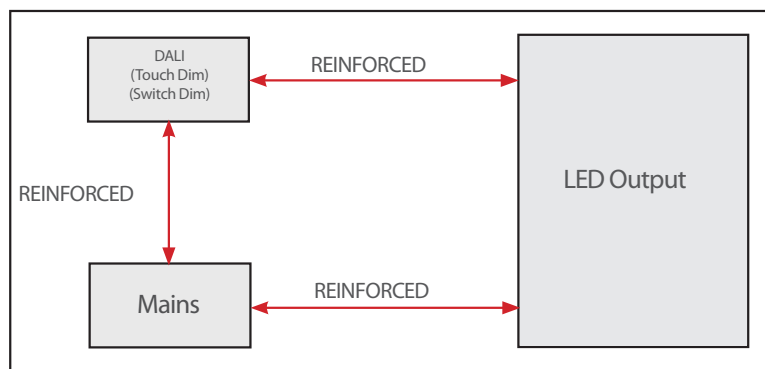 DALI
(Touch Dim)
(Switch Dim)
REINFORCED
LED Output
REINFORCED
Mains
REINFORCED